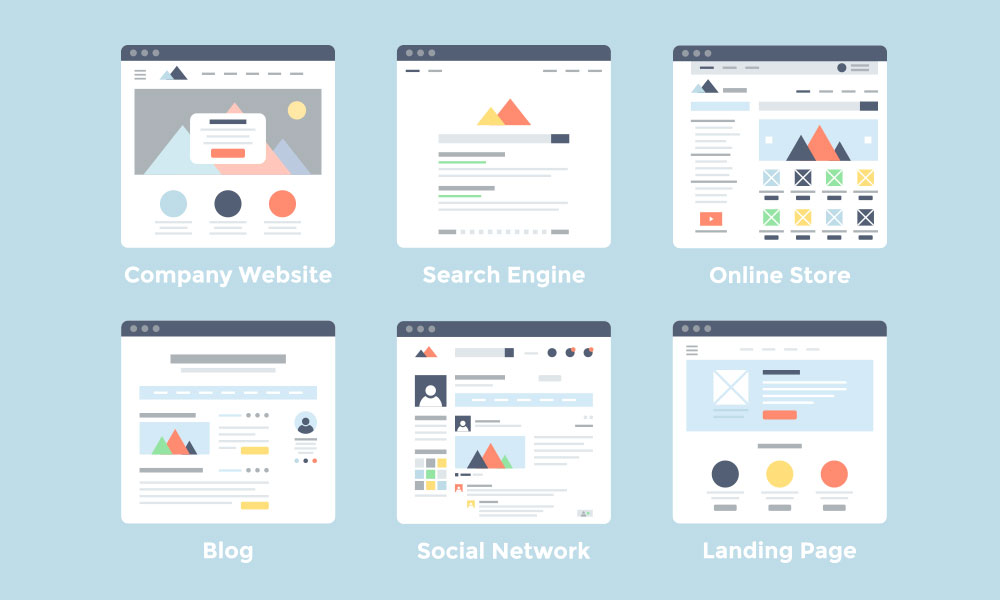 Company Website
Search Engine
Online Store
Blog
Social Network
Landing Page